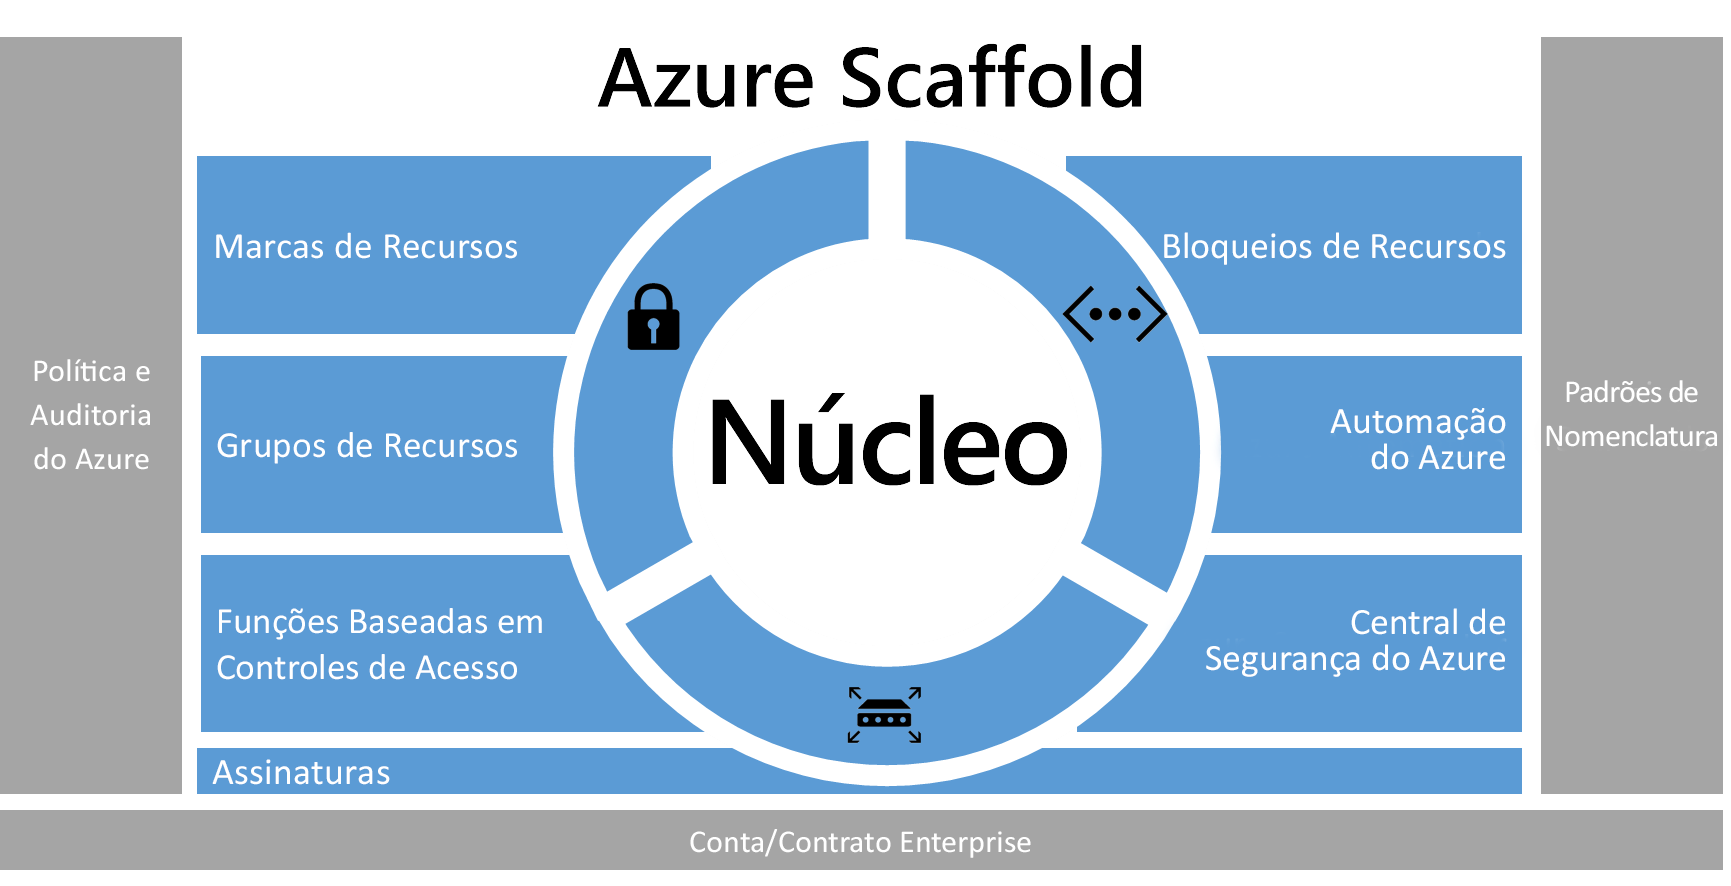 Azure Scaffold
Política e
Auditoria
do Azure
Marcas de Recursos
Grupos de Recursos
Funções Baseadas em
Controles de Acesso
Assinaturas
Núcleo
Bloqueios de Recursos
Automação
do Azure
Central de
Segurança do Azure
Padrões de
Nomenclatura
Conta/Contrato Enterprise